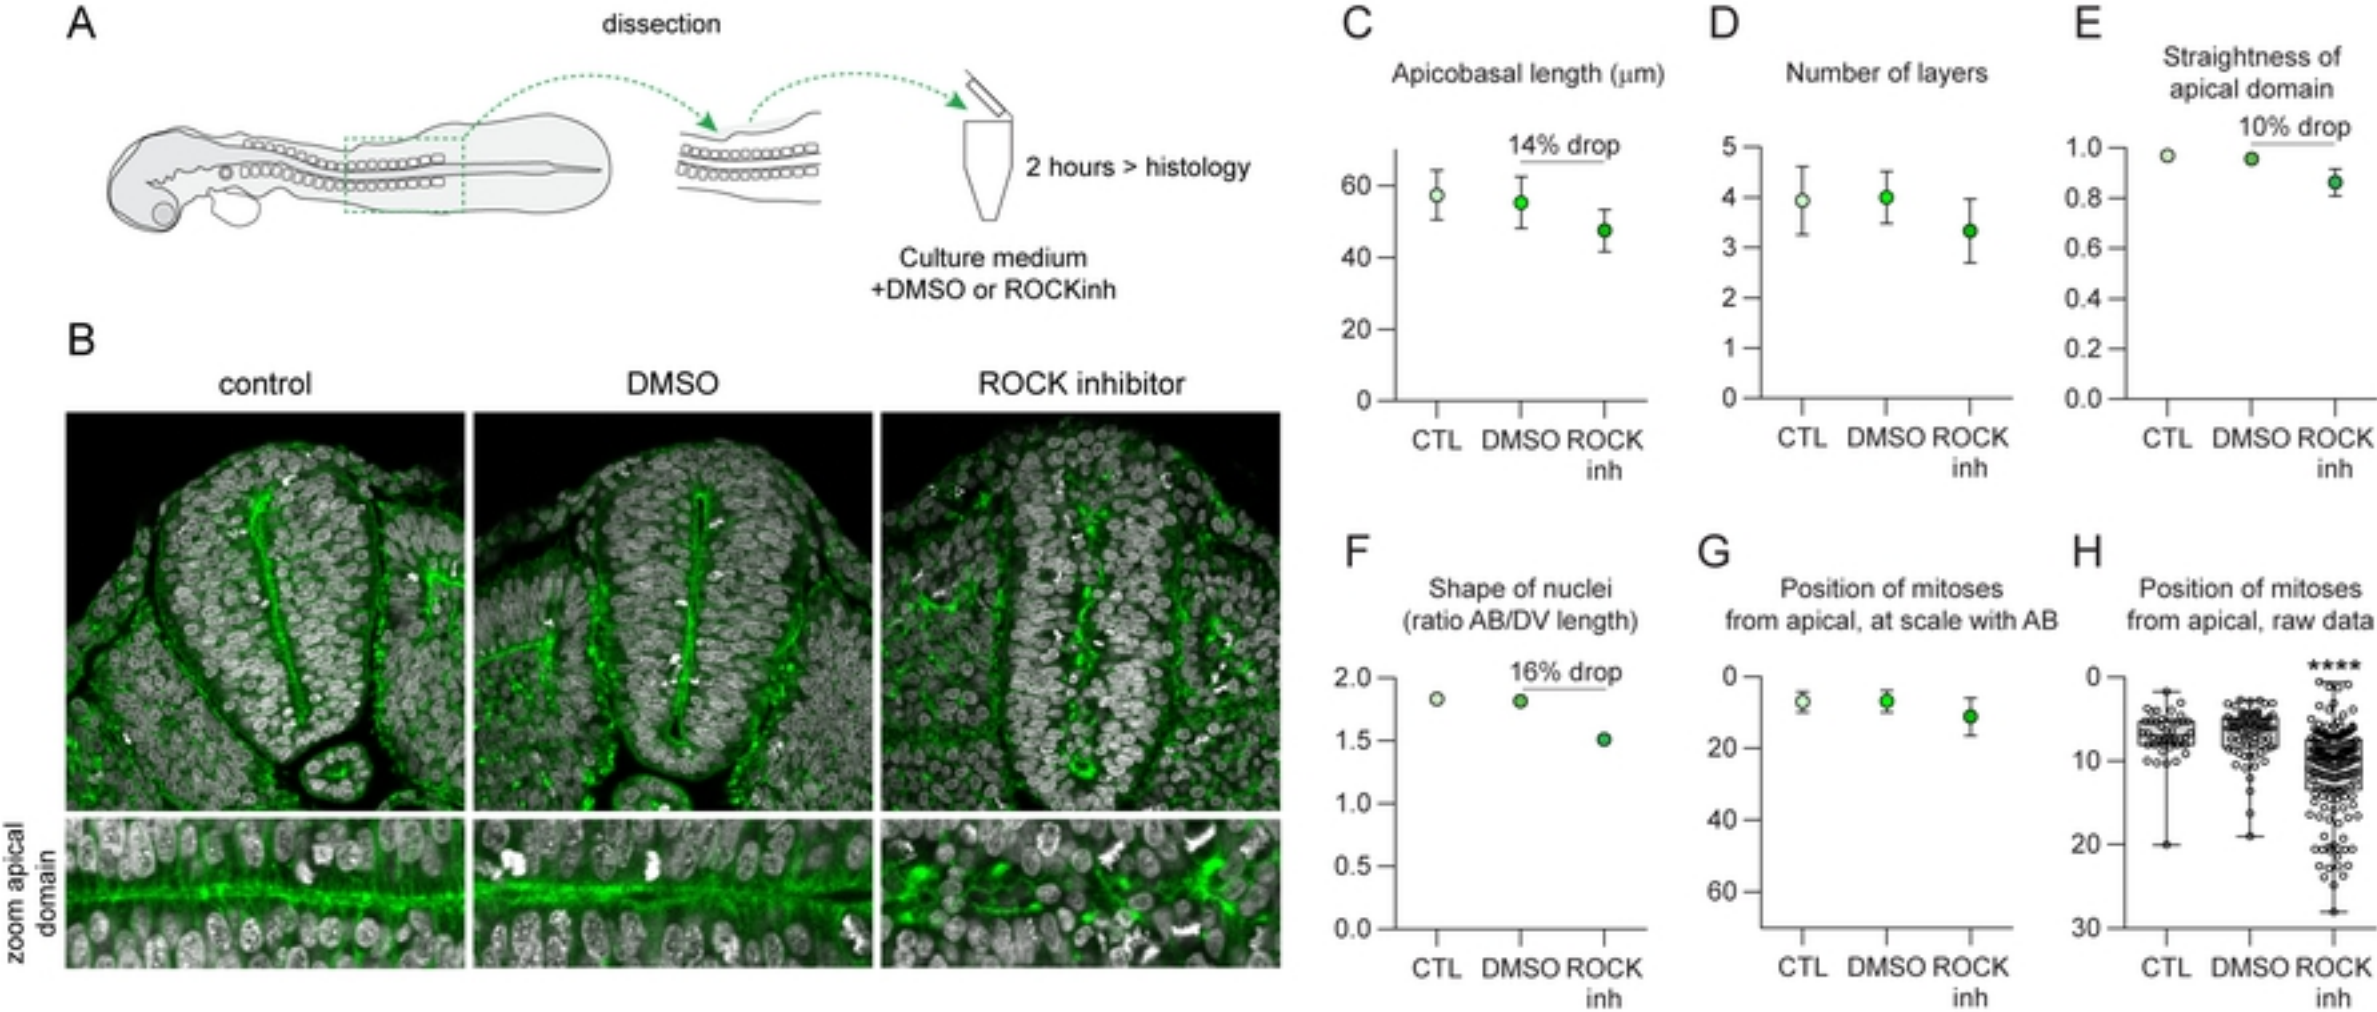 A
dissection
2 hours > histology
Culture medium
+DMSO or ROCKinh
B
control
DMSO
ROCK inhibitor
zoom apical
domain
C
Apicobasal length (μm)
14% drop
60
40
20
0
CTL
DMSO
ROCK
inh
D
Number of layers
5
4
3
2
1
0
CTL
DMSO
ROCK
inh
E
Straightness of
apical domain
10% drop
1.0
0.8
0.6
0.4
0.2
0.0
CTL
DMSO
ROCK
inh
F
Shape of nuclei
(ratio AB/DV length)
16% drop
2.0
1.5
1.0
0.5
0.0
CTL
DMSO
ROCK
inh
G
Position of mitoses
from apical, at scale with AB
0
20
40
60
CTL
DMSO
ROCK
inh
H
Position of mitoses
from apical, raw data
****
0
10
20
30
CTL
DMSO
ROCK
inh